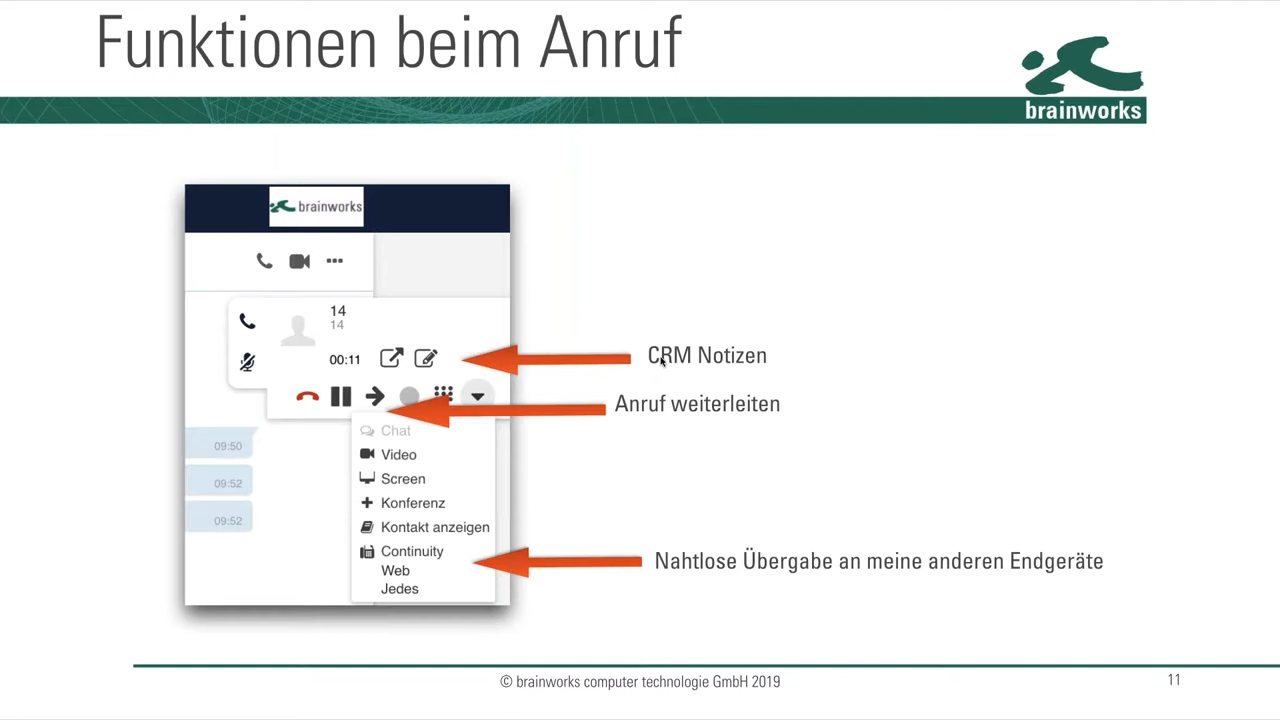 Funktionen beim Anruf
brainworks
brainworks
14
14
00:11
CRM Notizen
Anruf weiterleiten
Chat
09:50
Video
Screen
09:52
Konferenz
09:52
Kontakt anzeigen
Continuity
Web
Jedes
Nahtlose Übergabe an meine anderen Endgeräte
© brainworks computer technologie GmbH 2019
11